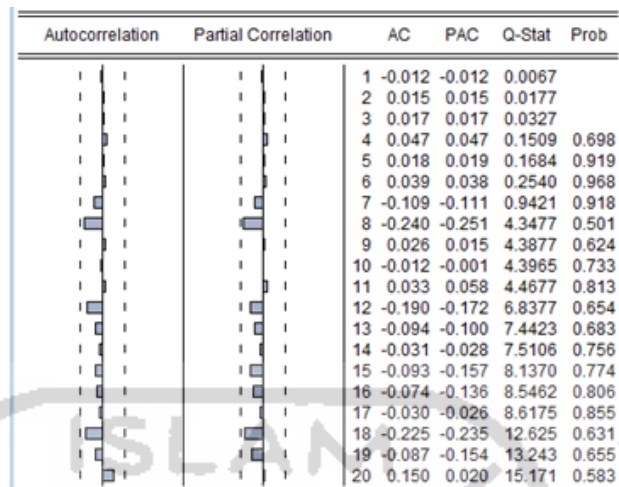 Autocorrelation Partial Correlation AC PAC Q-Stat Prob
1 -0.012 -0.012 0.0067
2 0.015 0.015 0.0177
3 0.017 0.017 0.0327
4 0.047 0.047 0.1509 0.698
5 0.018 0.019 0.1684 0.919
6 0.039 0.038 0.2540 0.968
7 -0.109 -0.111 0.9421 0.918
8 -0.240 -0.251 4.3477 0.501
9 0.026 0.015 4.3877 0.624
10 -0.012 -0.001 4.3965 0.733
11 0.033 0.058 4.4677 0.813
12 -0.190 -0.172 6.8377 0.654
13 -0.094 -0.100 7.4423 0.683
14 -0.031 -0.028 7.5106 0.756
15 -0.093 -0.157 8.1370 0.774
16 -0.074 -0.136 8.5462 0.806
17 -0.030 -0.026 8.6175 0.855
18 -0.225 -0.235 12.625 0.631
19 -0.087 -0.154 13.243 0.655
20 0.150 0.020 15.171 0.583
ISLAM